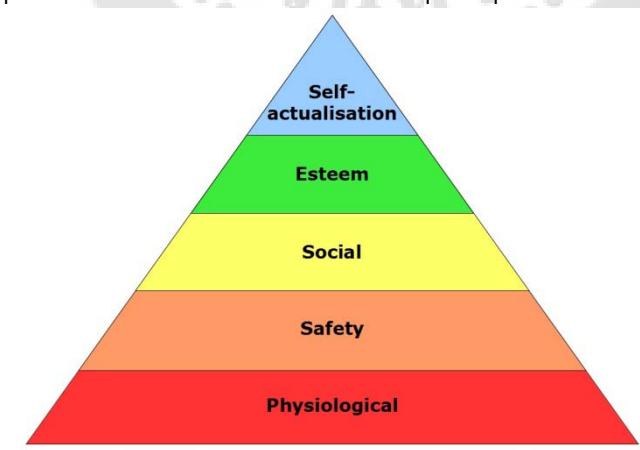 Self-
actualisation
Esteem
Social
Safety
Physiological